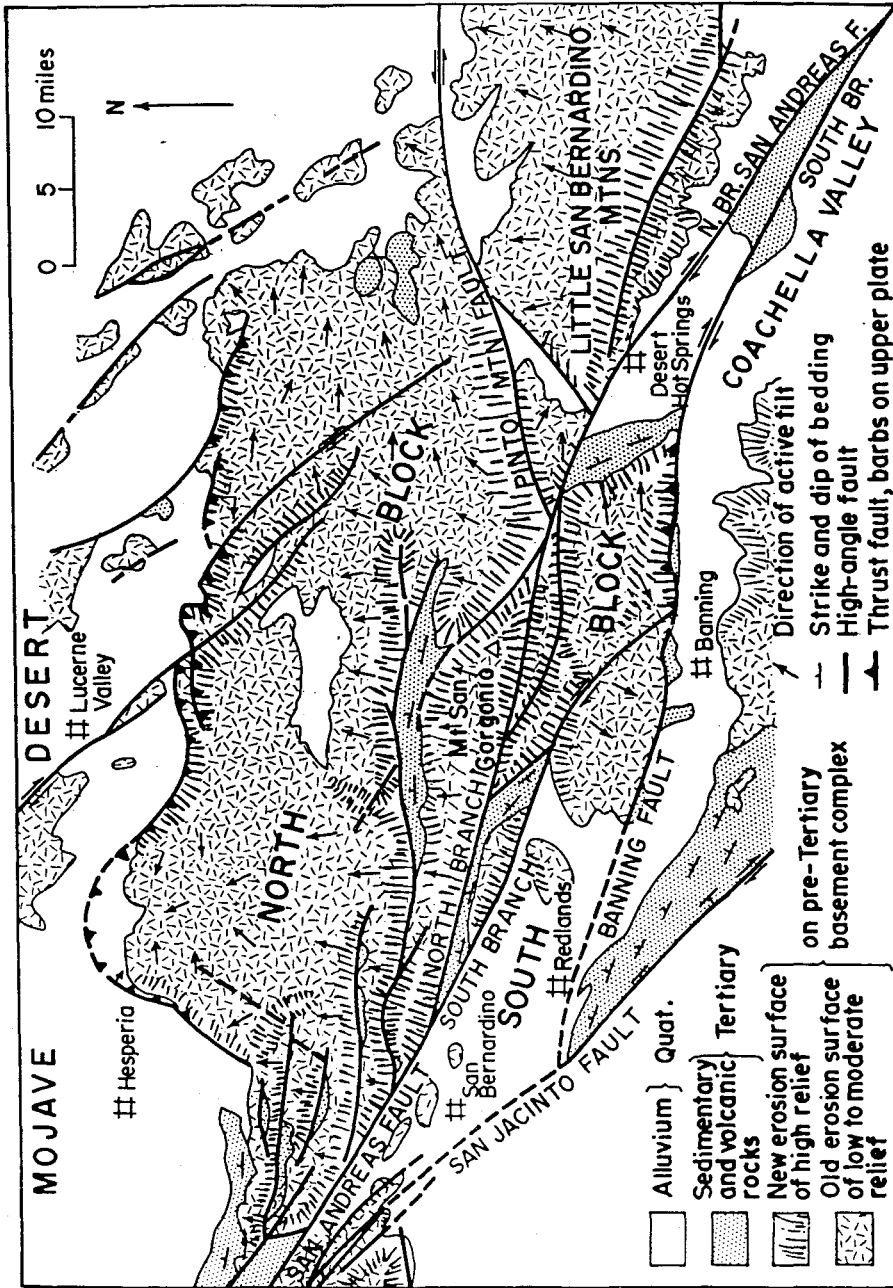 MOJAVE
DESERT
Hesperia
Lucerne
Valley
0 5 10 miles
N
NORTH
BLOCK
PINTO MTN FAULT
LITTLE SAN BERNARDINO
MTNS
Mt San
Gorgonio
NORTH BRANCH
SOUTH BRANCH
SAN ANDREAS FAULT
San
Bernardino
SOUTH
BLOCK
Redlands
BANNING FAULT
Banning
Desert
Hot Springs
N. BR. SAN ANDREAS F.
SOUTH BR.
COACHELLA VALLEY
SAN JACINTO FAULT
Alluvium } Quat.
Sedimentary
and volcanic
rocks } Tertiary
New erosion surface
of high relief
Old erosion surface
of low to moderate
relief
on pre-Tertiary
basement complex
Direction of active tilt
Strike and dip of bedding
High-angle fault
Thrust fault, barbs on upper plate